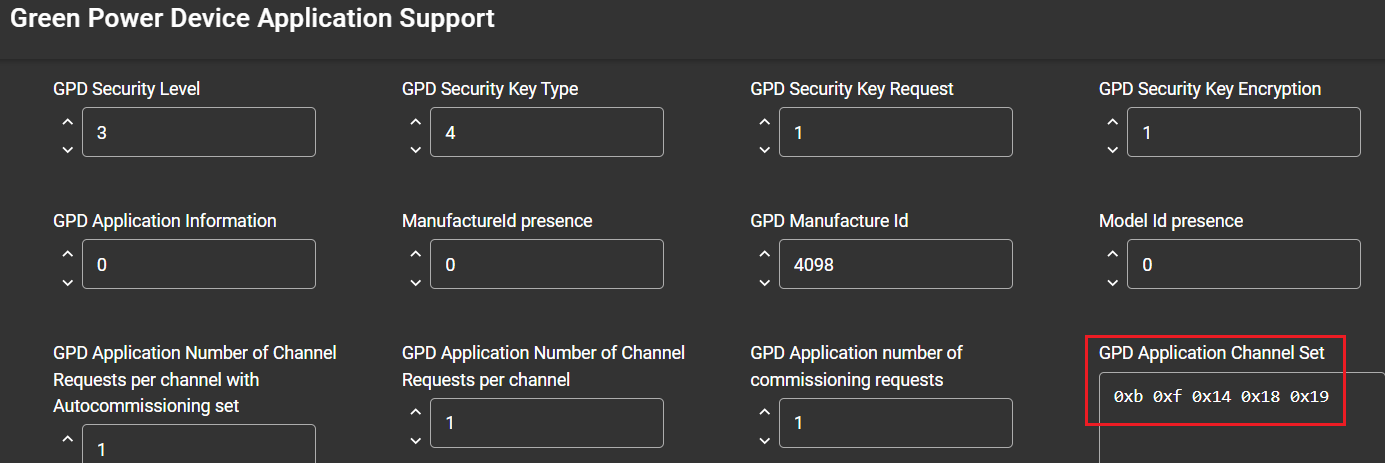 Green Power Device Application Support
GPD Security Level
GPD Security Key Type
GPD Security Key Request
GPD Security Key Encryption
3
4
1
1
GPD Application Information
ManufactureId presence
GPD Manufacture Id
Model Id presence
0
0
4098
0
GPD Application Number of Channel
Requests per channel with
Autocommissioning set
GPD Application Number of Channel
Requests per channel
GPD Application number of
commissioning requests
GPD Application Channel Set
1
1
1
0xb 0xf 0x14 0x18 0x19